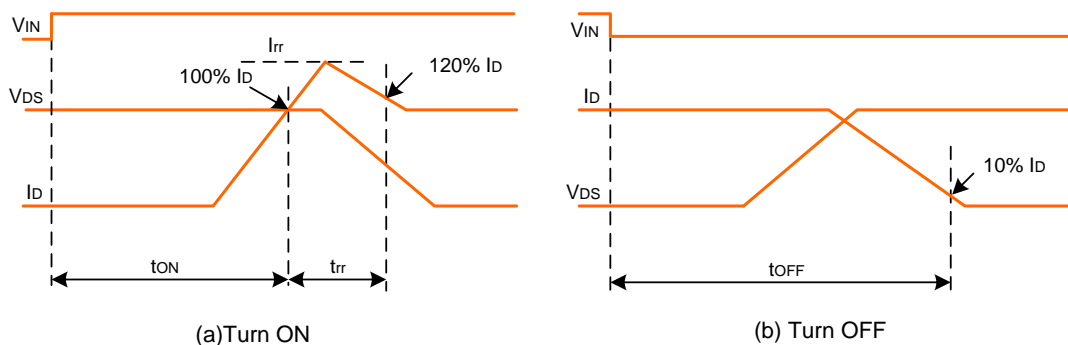 VIN
Irr
100% ID
120% ID
VDS
ID
tON
trr
(a)Turn ON
VIN
ID
10% ID
VDS
tOFF
(b) Turn OFF